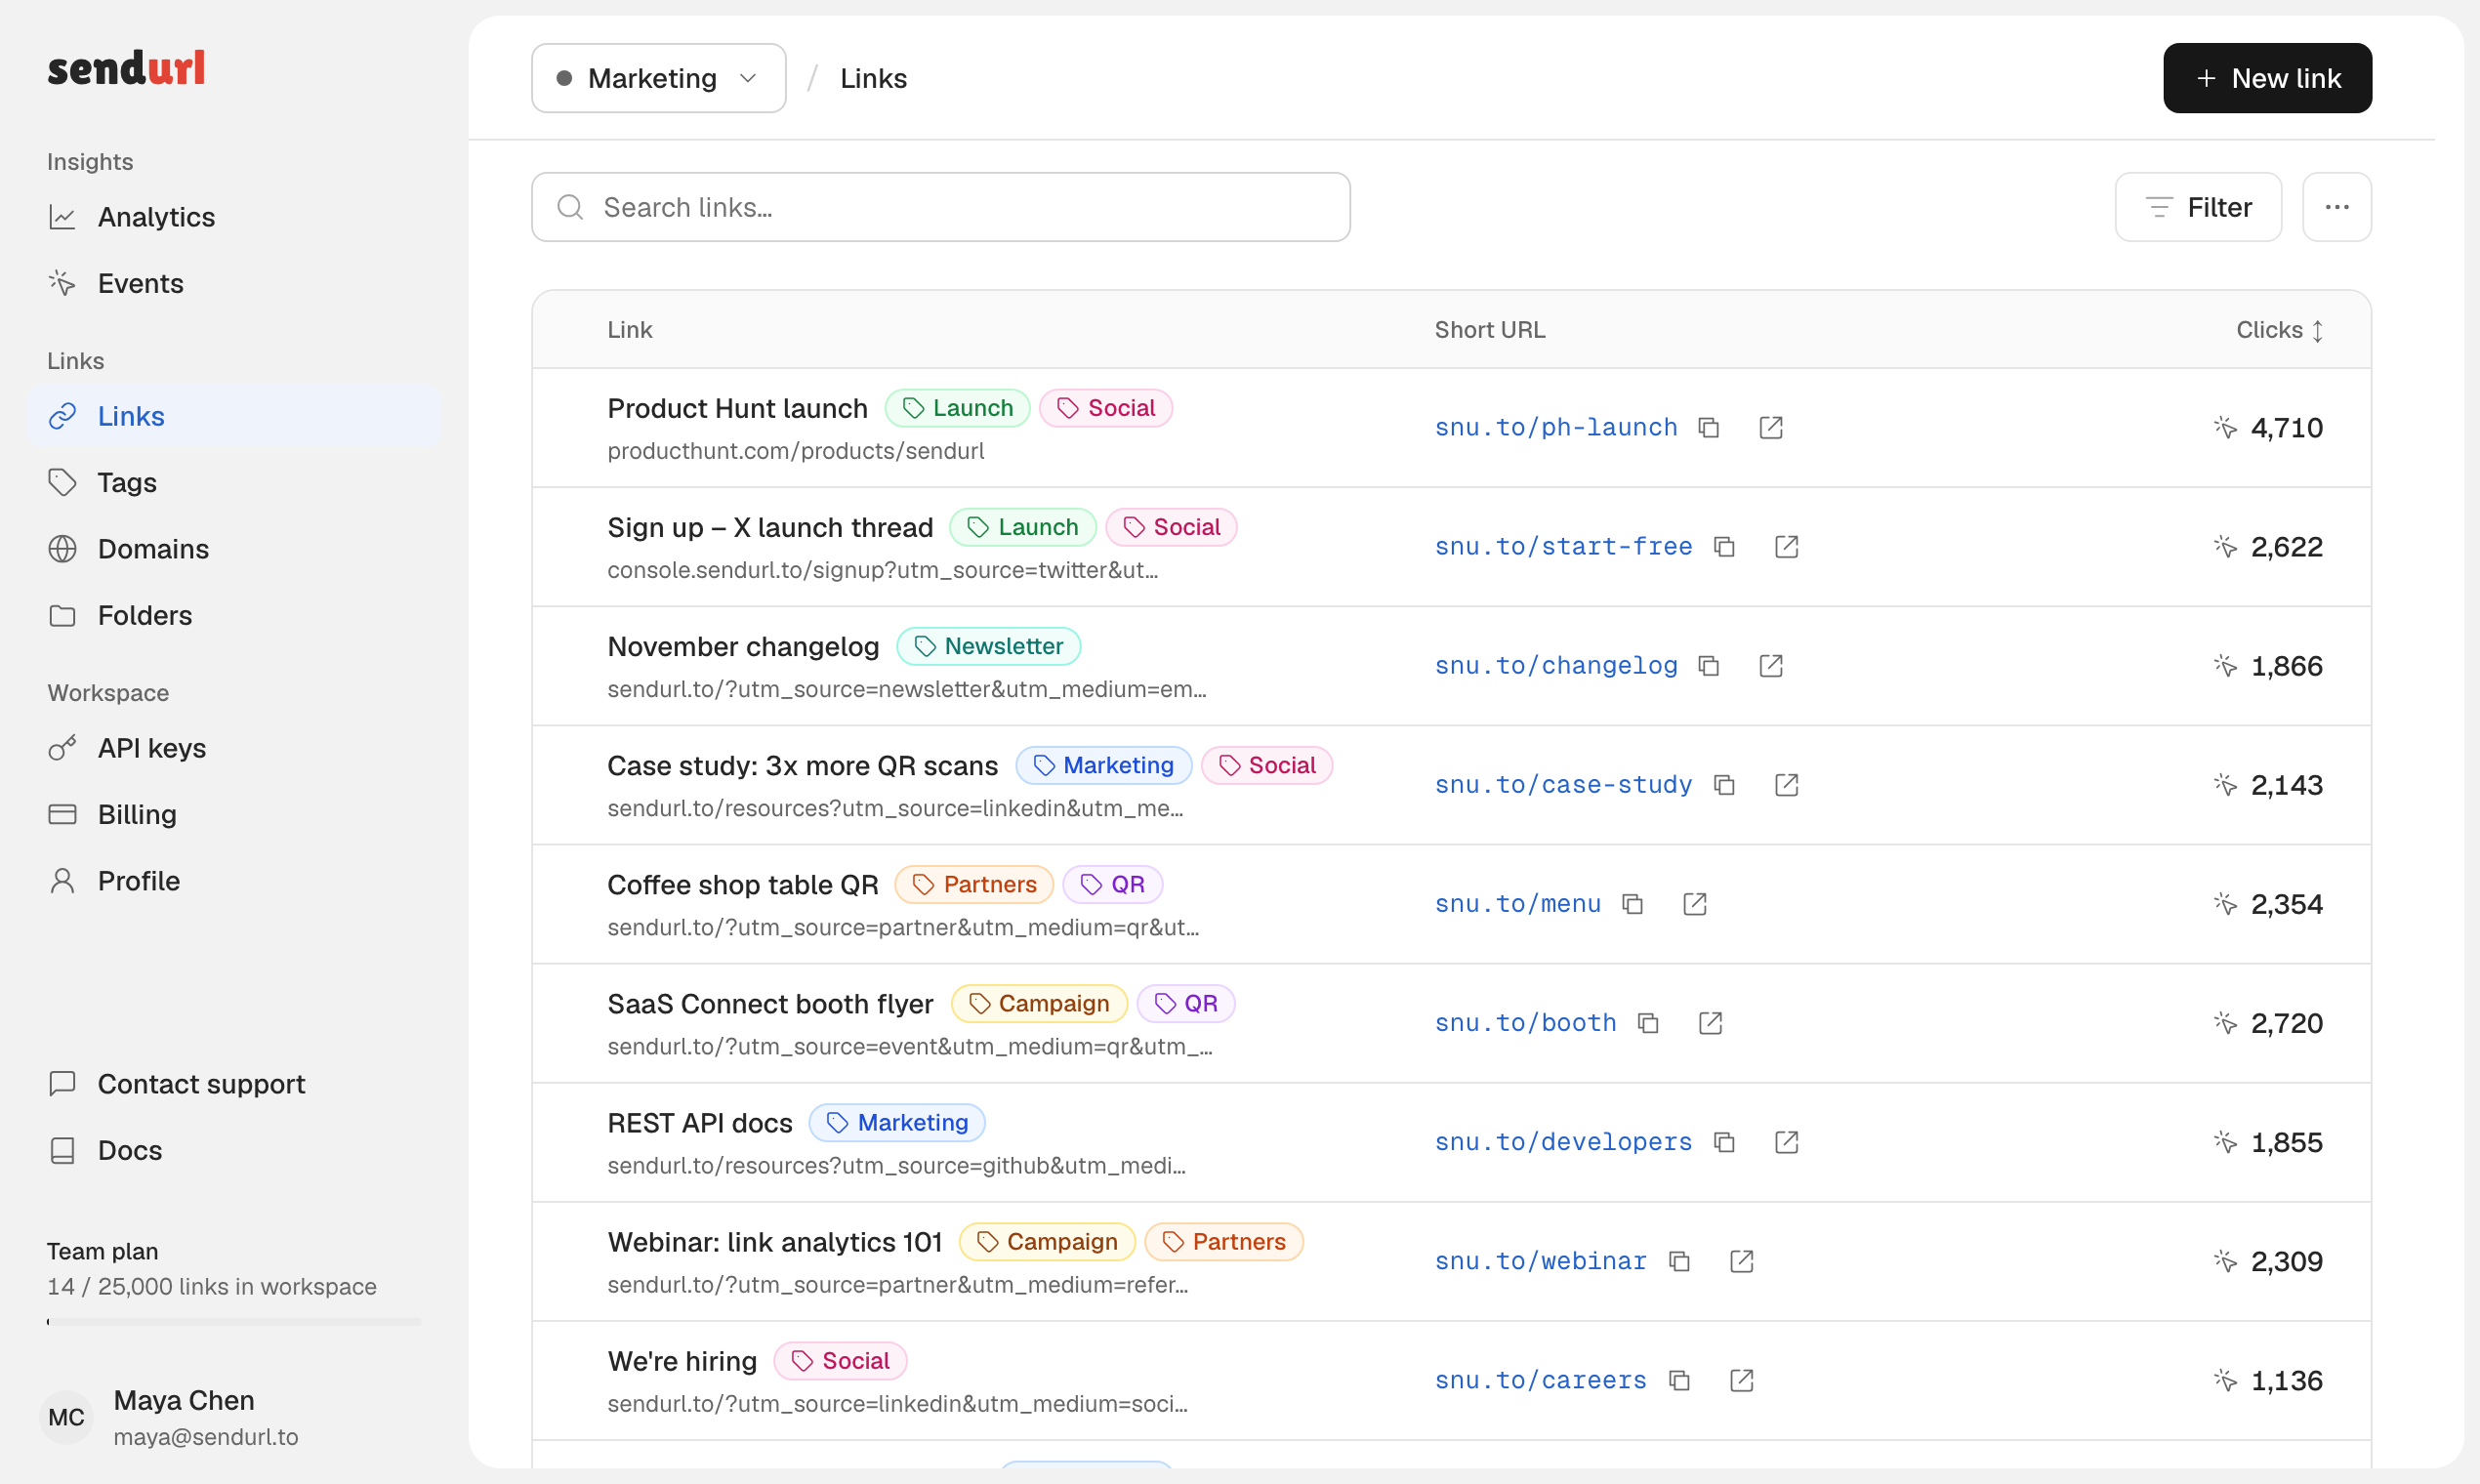 sendurl
Insights
Analytics
Events
Links
Links
Tags
Domains
Folders
Workspace
API keys
Billing
Profile
Contact support
Docs
Team plan
14 / 25,000 links in workspace
MC
Maya Chen
maya@sendurl.to
Marketing / Links
+ New link
Search links...
Filter
Link Short URL Clicks
Product Hunt launch Launch Social
producthunt.com/products/sendurl
snu.to/ph-launch 4,710
Sign up – X launch thread Launch Social
console.sendurl.to/signup?utm_source=twitter&ut...
snu.to/start-free 2,622
November changelog Newsletter
sendurl.to/?utm_source=newsletter&utm_medium=em...
snu.to/changelog 1,866
Case study: 3x more QR scans Marketing Social
sendurl.to/resources?utm_source=linkedin&utm_me...
snu.to/case-study 2,143
Coffee shop table QR Partners QR
sendurl.to/?utm_source=partner&utm_medium=qr&ut...
snu.to/menu 2,354
SaaS Connect booth flyer Campaign QR
sendurl.to/?utm_source=event&utm_medium=qr&utm_...
snu.to/booth 2,720
REST API docs Marketing
sendurl.to/resources?utm_source=github&utm_medi...
snu.to/developers 1,855
Webinar: link analytics 101 Campaign Partners
sendurl.to/?utm_source=partner&utm_medium=refer...
snu.to/webinar 2,309
We're hiring Social
sendurl.to/?utm_source=linkedin&utm_medium=soci...
snu.to/careers 1,136